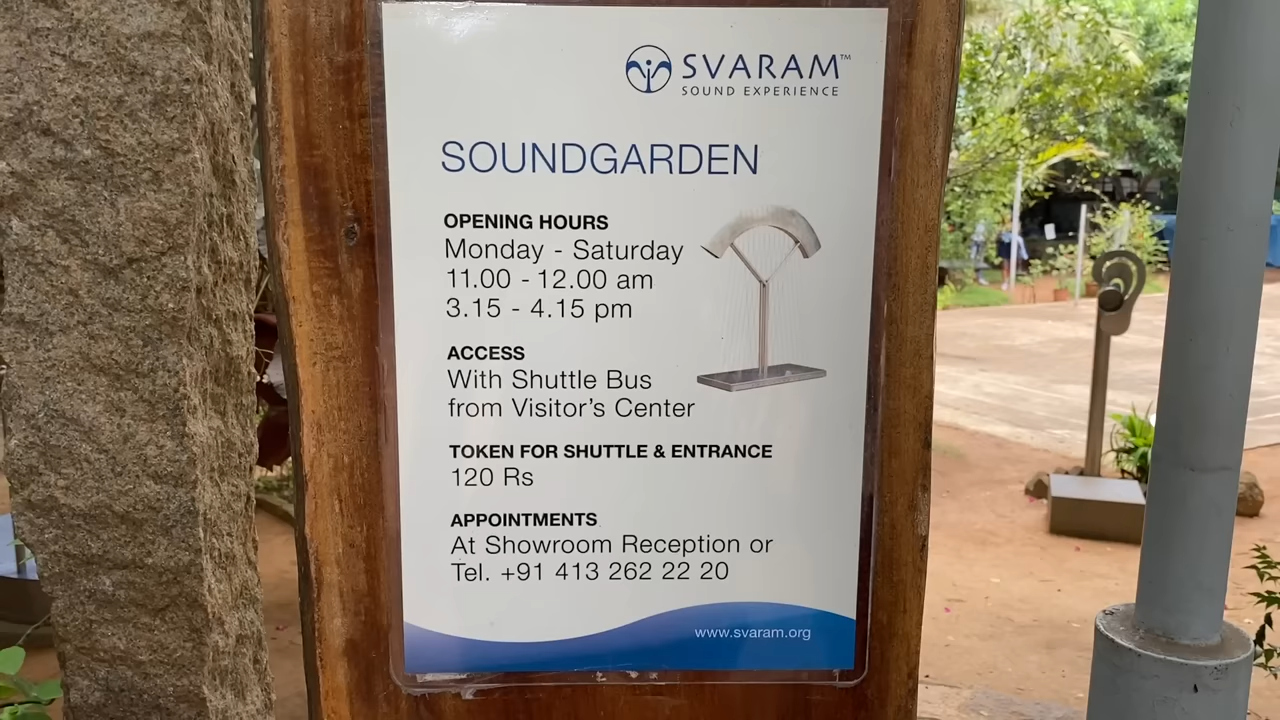 SVARAM™
SOUND EXPERIENCE
SOUNDGARDEN
OPENING HOURS
Monday - Saturday
11.00 - 12.00 am
3.15 - 4.15 pm
ACCESS
With Shuttle Bus
from Visitor's Center
TOKEN FOR SHUTTLE & ENTRANCE
120 Rs
APPOINTMENTS
At Showroom Reception or
Tel. +91 413 262 22 20
www.svaram.org